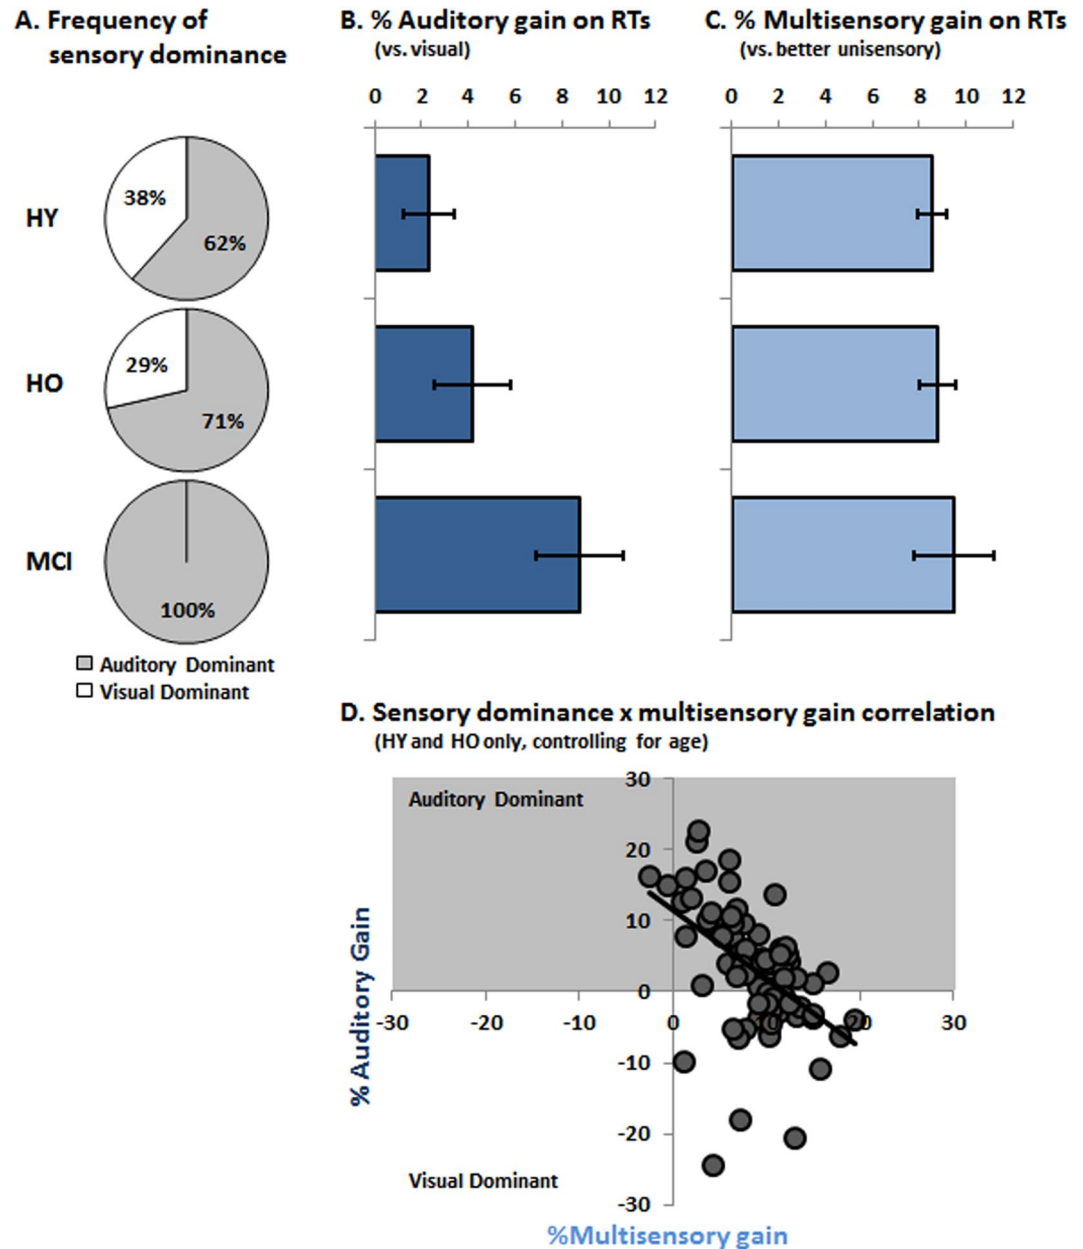 A. Frequency of
sensory dominance
B. % Auditory gain on RTs
(vs. visual)
C. % Multisensory gain on RTs
(vs. better unisensory)
0 2 4 6 8 10 12
0 2 4 6 8 10 12
HY
38%
62%
HO
29%
71%
MCI
100%
Auditory Dominant
Visual Dominant
D. Sensory dominance x multisensory gain correlation
(HY and HO only, controlling for age)
30
Auditory Dominant
20
10
0
-30 -20 -10 0 10 20 30
-10
-20
Visual Dominant
-30
% Auditory Gain
%Multisensory gain